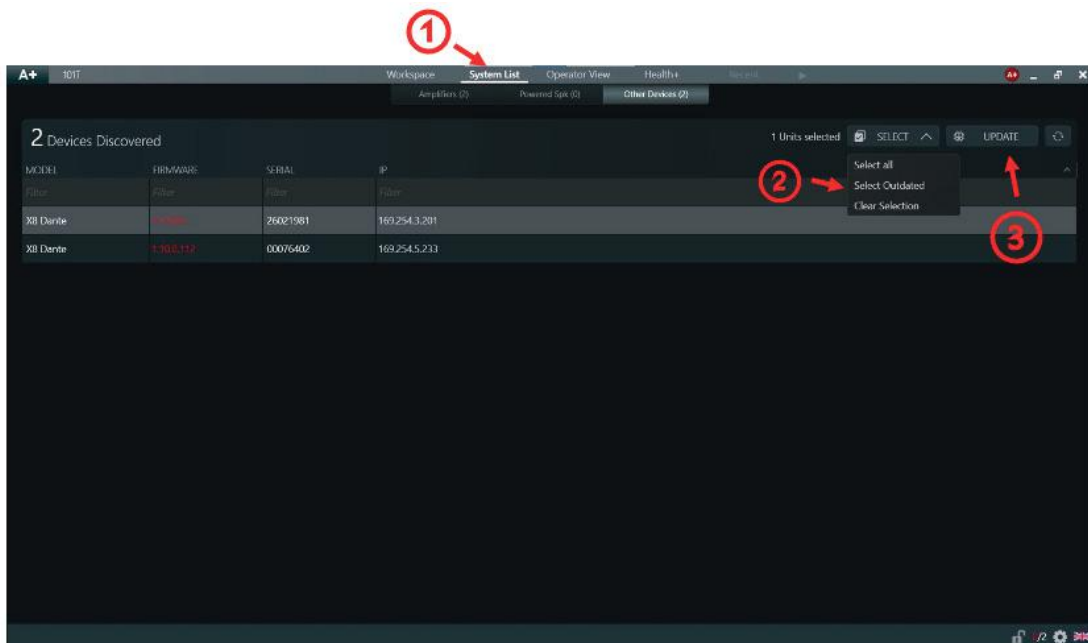 1
A+ 101T Workspace System List Operator View Health+ A+
Amplifiers (2) Powered Spk (0) Other Devices (2)
2 Devices Discovered 1 Units selected SELECT UPDATE
MODEL FIRMWARE SERIAL IP
Select all
Filter Filter Filter Filter
2 Select Outdated
Clear Selection
3
X8 Dante 26021981 169.254.3.201
X8 Dante 1.10.0.112 00076402 169.254.5.233
/2